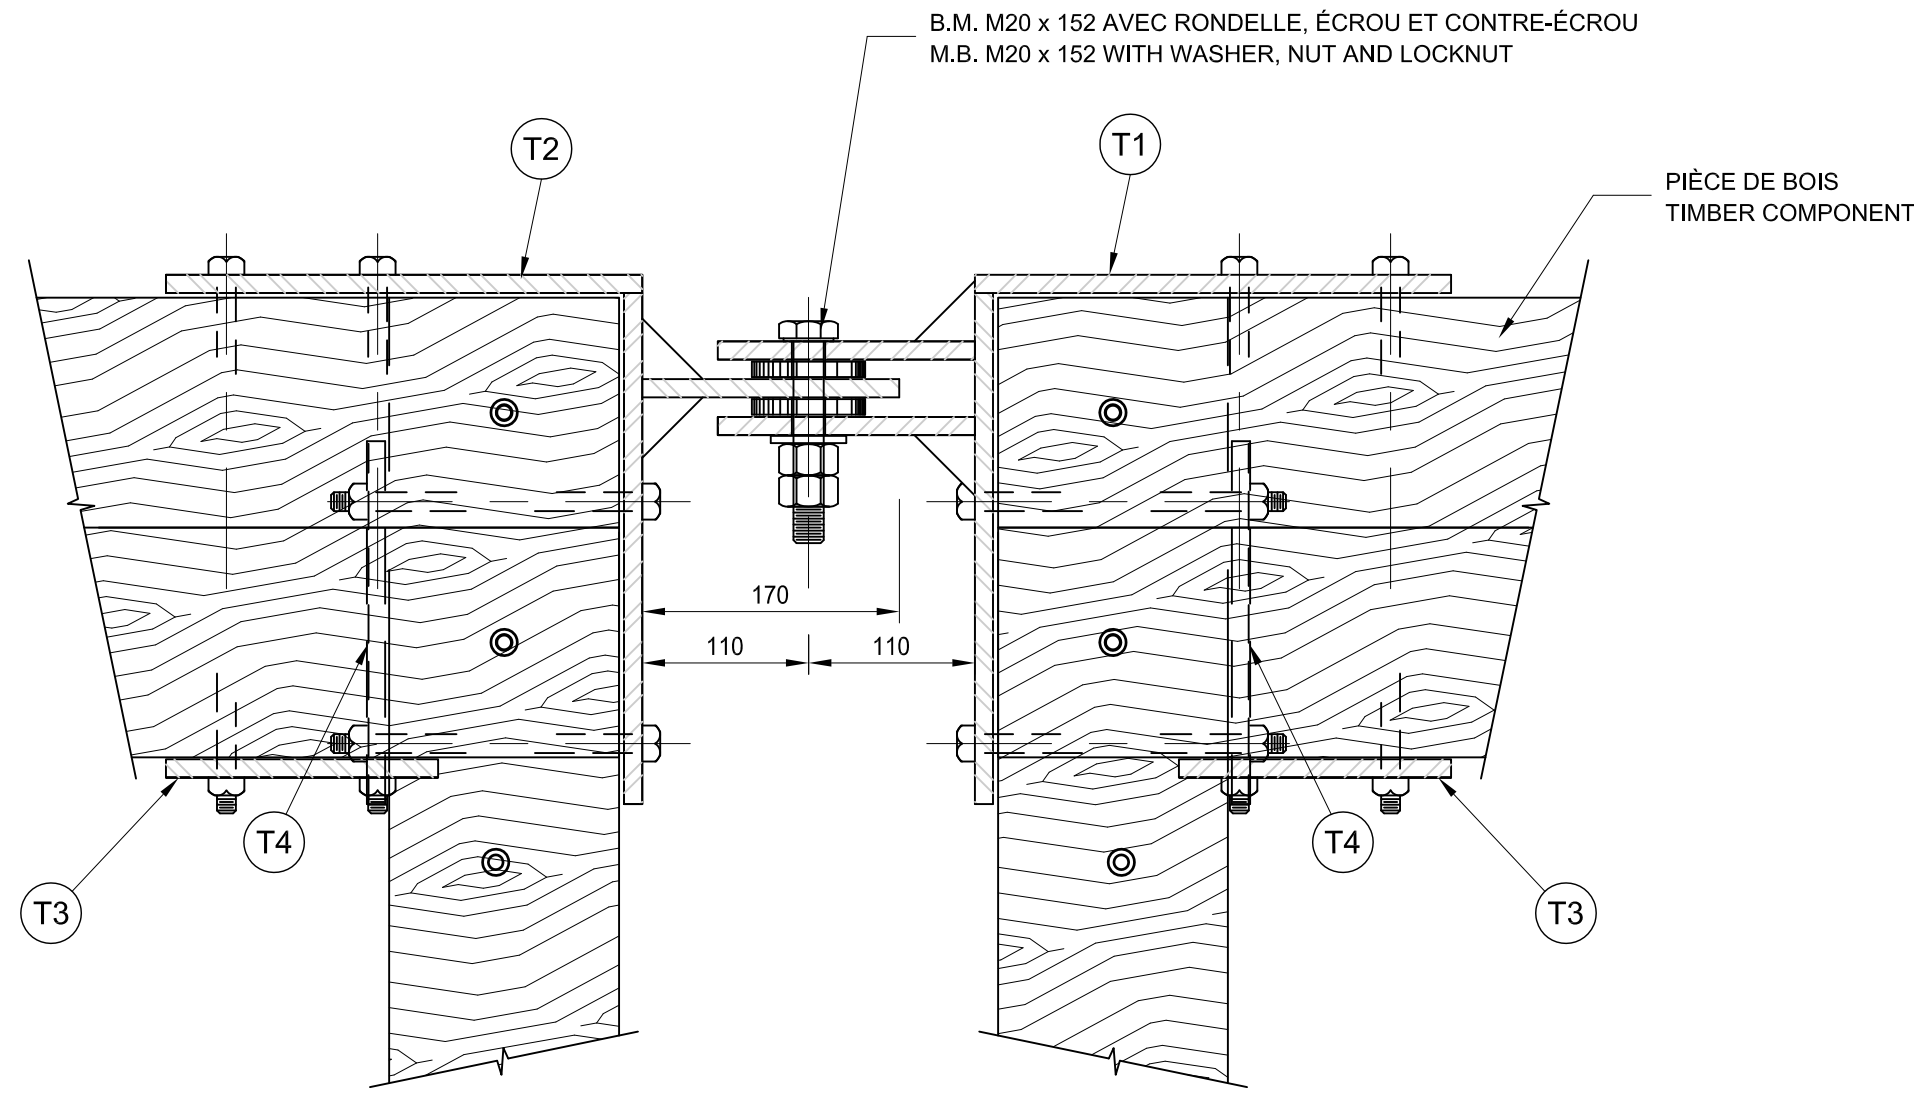 B.M. M20 x 152 AVEC RONDELLE, ÉCROU ET CONTRE-ÉCROU
M.B. M20 x 152 WITH WASHER, NUT AND LOCKNUT
T2
T1
PIÈCE DE BOIS
TIMBER COMPONENT
170
110
110
T4
T4
T3
T3